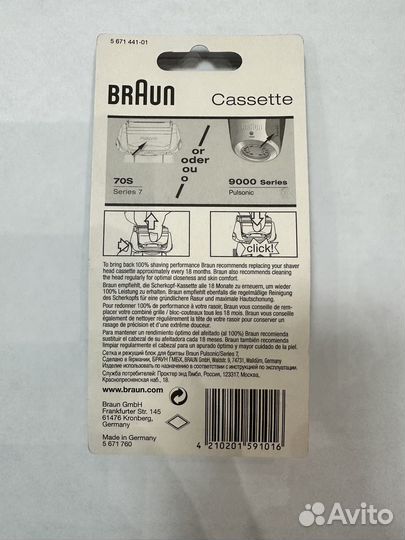 5 671 441-01
BRAUN
Cassette
or
oder
ou
o
70S
Series 7
9000 Series
Pulsonic
click!
To bring back 100% shaving performance Braun recommends replacing your shaver
head cassette approximately every 18 months. Braun also recommends cleaning
the head regularly for optimal closeness and skin comfort.
Braun empfiehlt, die Scherkopf-Kassette alle 18 Monate zu erneuern, um wieder
100% Leistung zu erhalten. Braun empfiehlt ebenfalls die regelmäßige Reinigung
des Scherkopfs für eine gründlichere Rasur und maximale Hautschonung.
Pour redonner 100% de performance à votre rasoir, Braun vous conseille de rem-
placer votre combiné grille / bloc-couteaux tous les 18 mois. Braun vous conseille
également de nettoyer régulièrement la tête de votre rasoir pour conserver un
rasage de précision et d'une extrême douceur.
Para mantener un rendimiento óptimo del afeitado (al 100%) Braun recomienda
sustituir el cabezal de su afeitadora cada 18 meses. Braun también recomienda
limpiar regularmente el cabezal para un apurado óptimo y mayor cuidado de la piel.
Сетка и режущий блок для бритвы Braun Pulsonic/Series 7.
Сделано в Германии, БРАУН ГМБХ, BRAUN GmbH, Waldstr. 9, 74731, Walldürn, Germany
Изделие использовать по назначению в соответствии с инструкцией по эксплуатации.
Служба потребителей: Проктер энд Гэмбл, Россия, 123317, Москва,
Краснопресненская наб., 18.
Braun GmbH
Frankfurter Str. 145
61476 Kronberg,
Germany
Made in Germany
5 671 760
www.braun.com
4 210201 591016
Avito